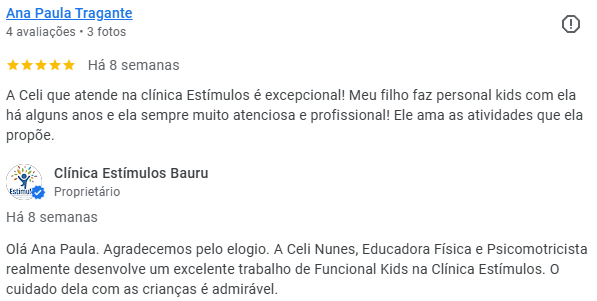 Ana Paula Tragante
4 avaliações • 3 fotos
Há 8 semanas
A Celi que atende na clínica Estímulos é excepcional! Meu filho faz personal kids com ela
há alguns anos e ela sempre muito atenciosa e profissional! Ele ama as atividades que ela
propõe.
Clínica Estímulos Bauru
Proprietário
Há 8 semanas
Olá Ana Paula. Agradecemos pelo elogio. A Celi Nunes, Educadora Física e Psicomotricista
realmente desenvolve um excelente trabalho de Funcional Kids na Clínica Estímulos. O
cuidado dela com as crianças é admirável.